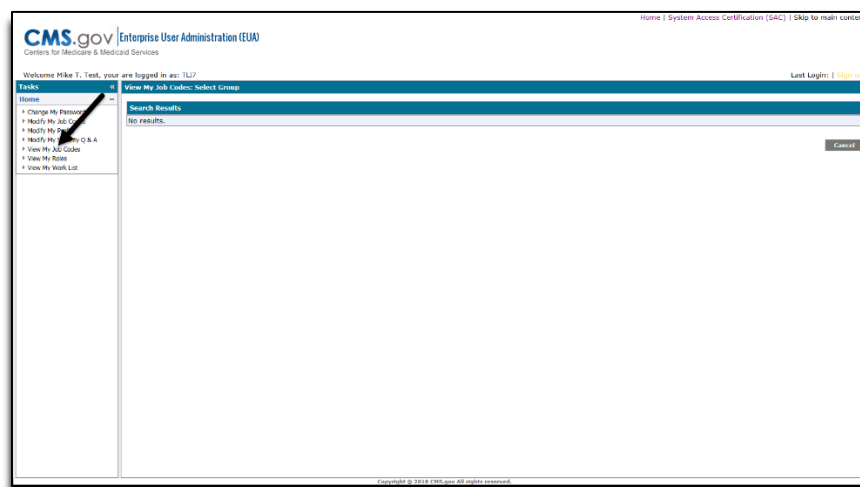 Home | System Access Certification (SAC) | Skip to main conten
CMS.gov Enterprise User Administration (EUA)
Centers for Medicare & Medicaid Services
Welcome Mike T. Test, your are logged in as: TLJ7
Last Login: | Sign o
Tasks «
View My Job Codes: Select Group
Home −
Change My Password
Modify My Job Codes
Modify My
Modify My Q & A
View My Job Codes
View My Roles
View My Work List
Search Results
No results.
Cancel
Copyright © 2018 CMS.gov All rights reserved.